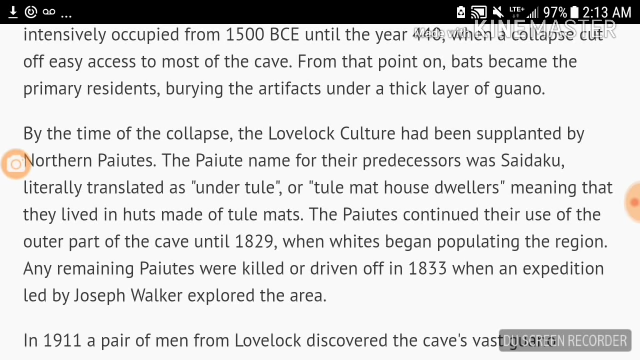 ... LTE+ 97% 2:13 AM
Made with KINEMASTER
intensively occupied from 1500 BCE until the year 440, when a collapse cut
off easy access to most of the cave. From that point on, bats became the
primary residents, burying the artifacts under a thick layer of guano.
By the time of the collapse, the Lovelock Culture had been supplanted by
Northern Paiutes. The Paiute name for their predecessors was Saidaku,
literally translated as "under tule", or "tule mat house dwellers" meaning that
they lived in huts made of tule mats. The Paiutes continued their use of the
outer part of the cave until 1829, when whites began populating the region.
Any remaining Paiutes were killed or driven off in 1833 when an expedition
led by Joseph Walker explored the area.
In 1911 a pair of men from Lovelock discovered the cave's vast
DU SCREEN RECORDER